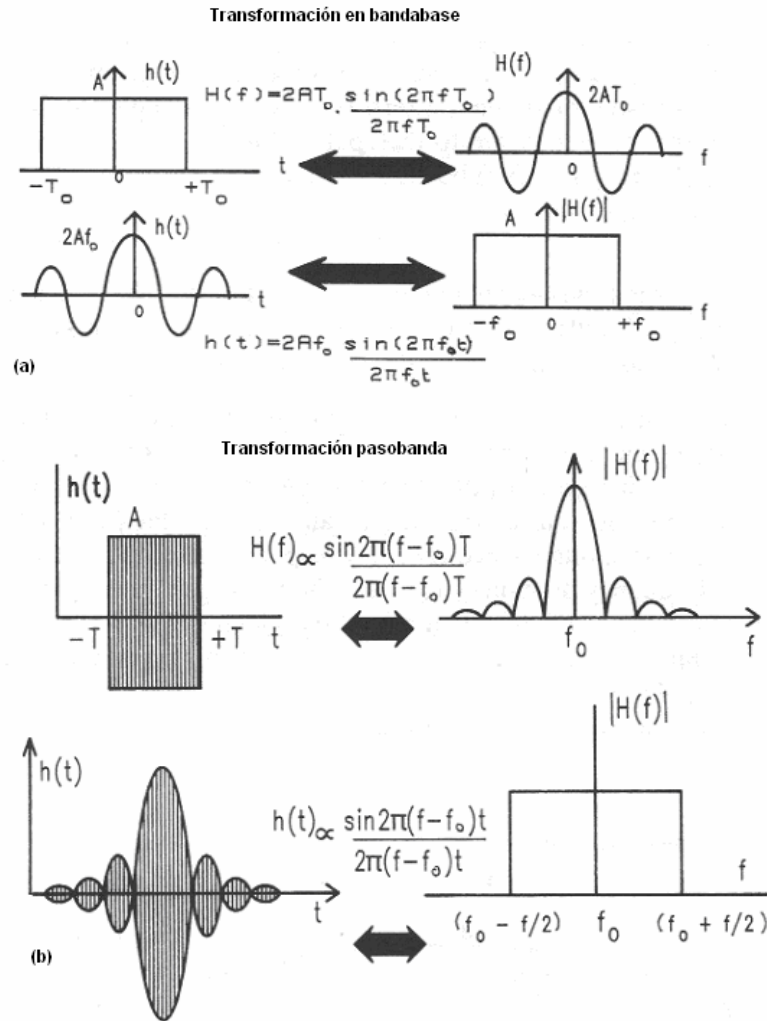 Transformación en bandabase
A h(t)
-T₀ 0 +T₀ t
H(f)=2AT₀. sin(2πfT₀)
2πfT₀
H(f)
2AT₀
0 f
2Af₀ h(t)
0 t
A |H(f)|
-f₀ 0 +f₀ f
h(t)=2Af₀ sin(2πf₀t)
2πf₀t
(a)
Transformación pasobanda
h(t)
A
-T +T t
H(f)∝ sin2π(f-f₀)T
2π(f-f₀)T
|H(f)|
f₀ f
h(t)
t
h(t)∝ sin2π(f-f₀)t
2π(f-f₀)t
|H(f)|
f
(f₀ - f/2) f₀ (f₀ + f/2)
(b)